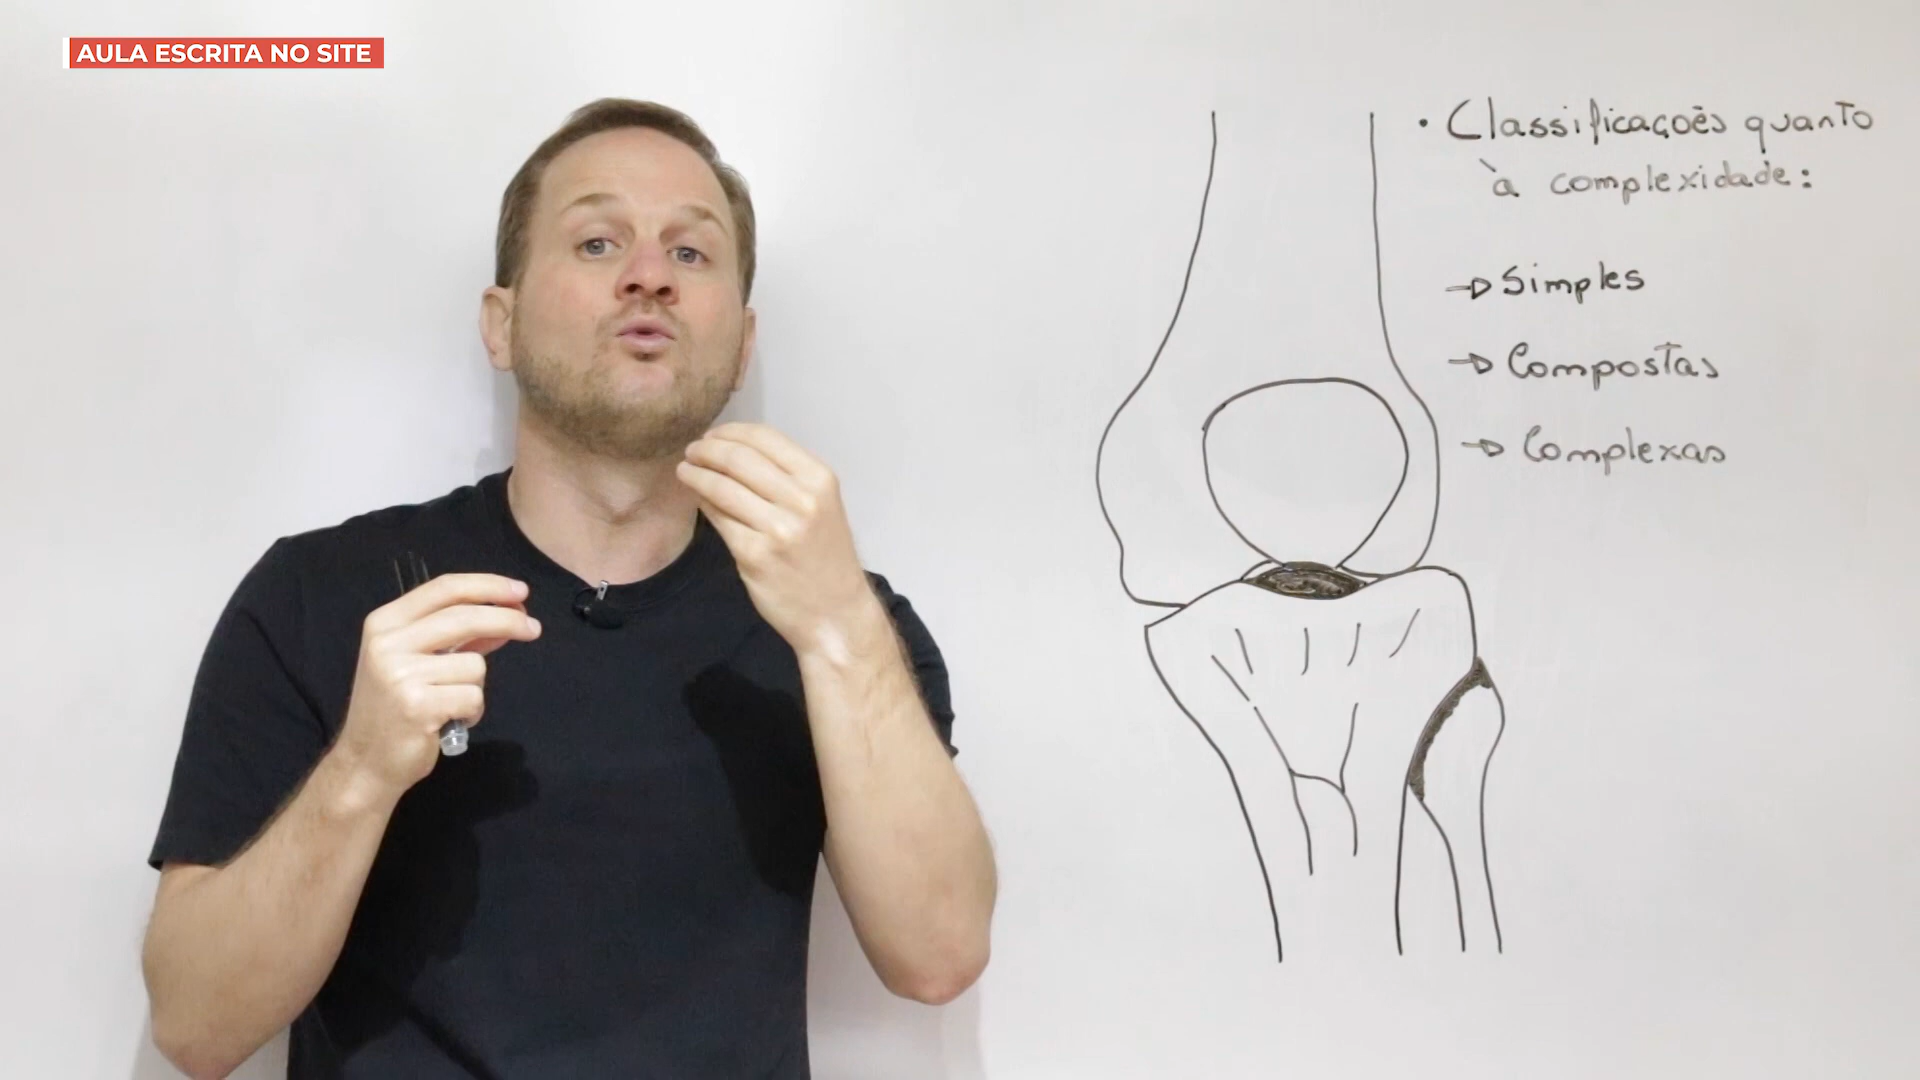 AULA ESCRITA NO SITE
• Classificações quanto
à complexidade:
→ Simples
→ Compostas
→ Complexas